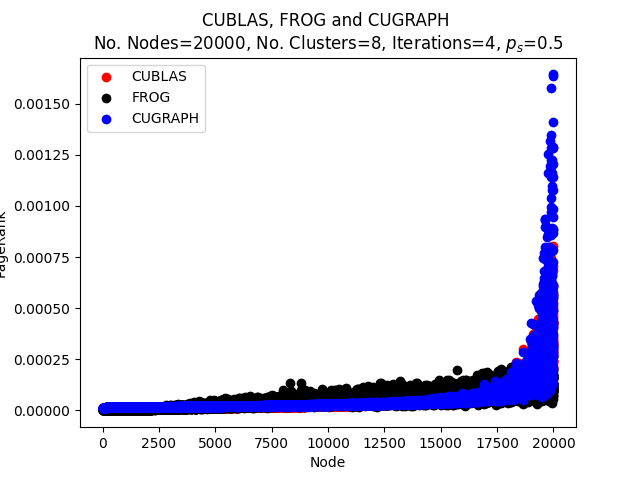 CUBLAS, FROG and CUGRAPH
No. Nodes=20000, No. Clusters=8, Iterations=4, p_s=0.5
CUBLAS
FROG
CUGRAPH
PageRank
0.00150
0.00125
0.00100
0.00075
0.00050
0.00025
0.00000
0 2500 5000 7500 10000 12500 15000 17500 20000
Node